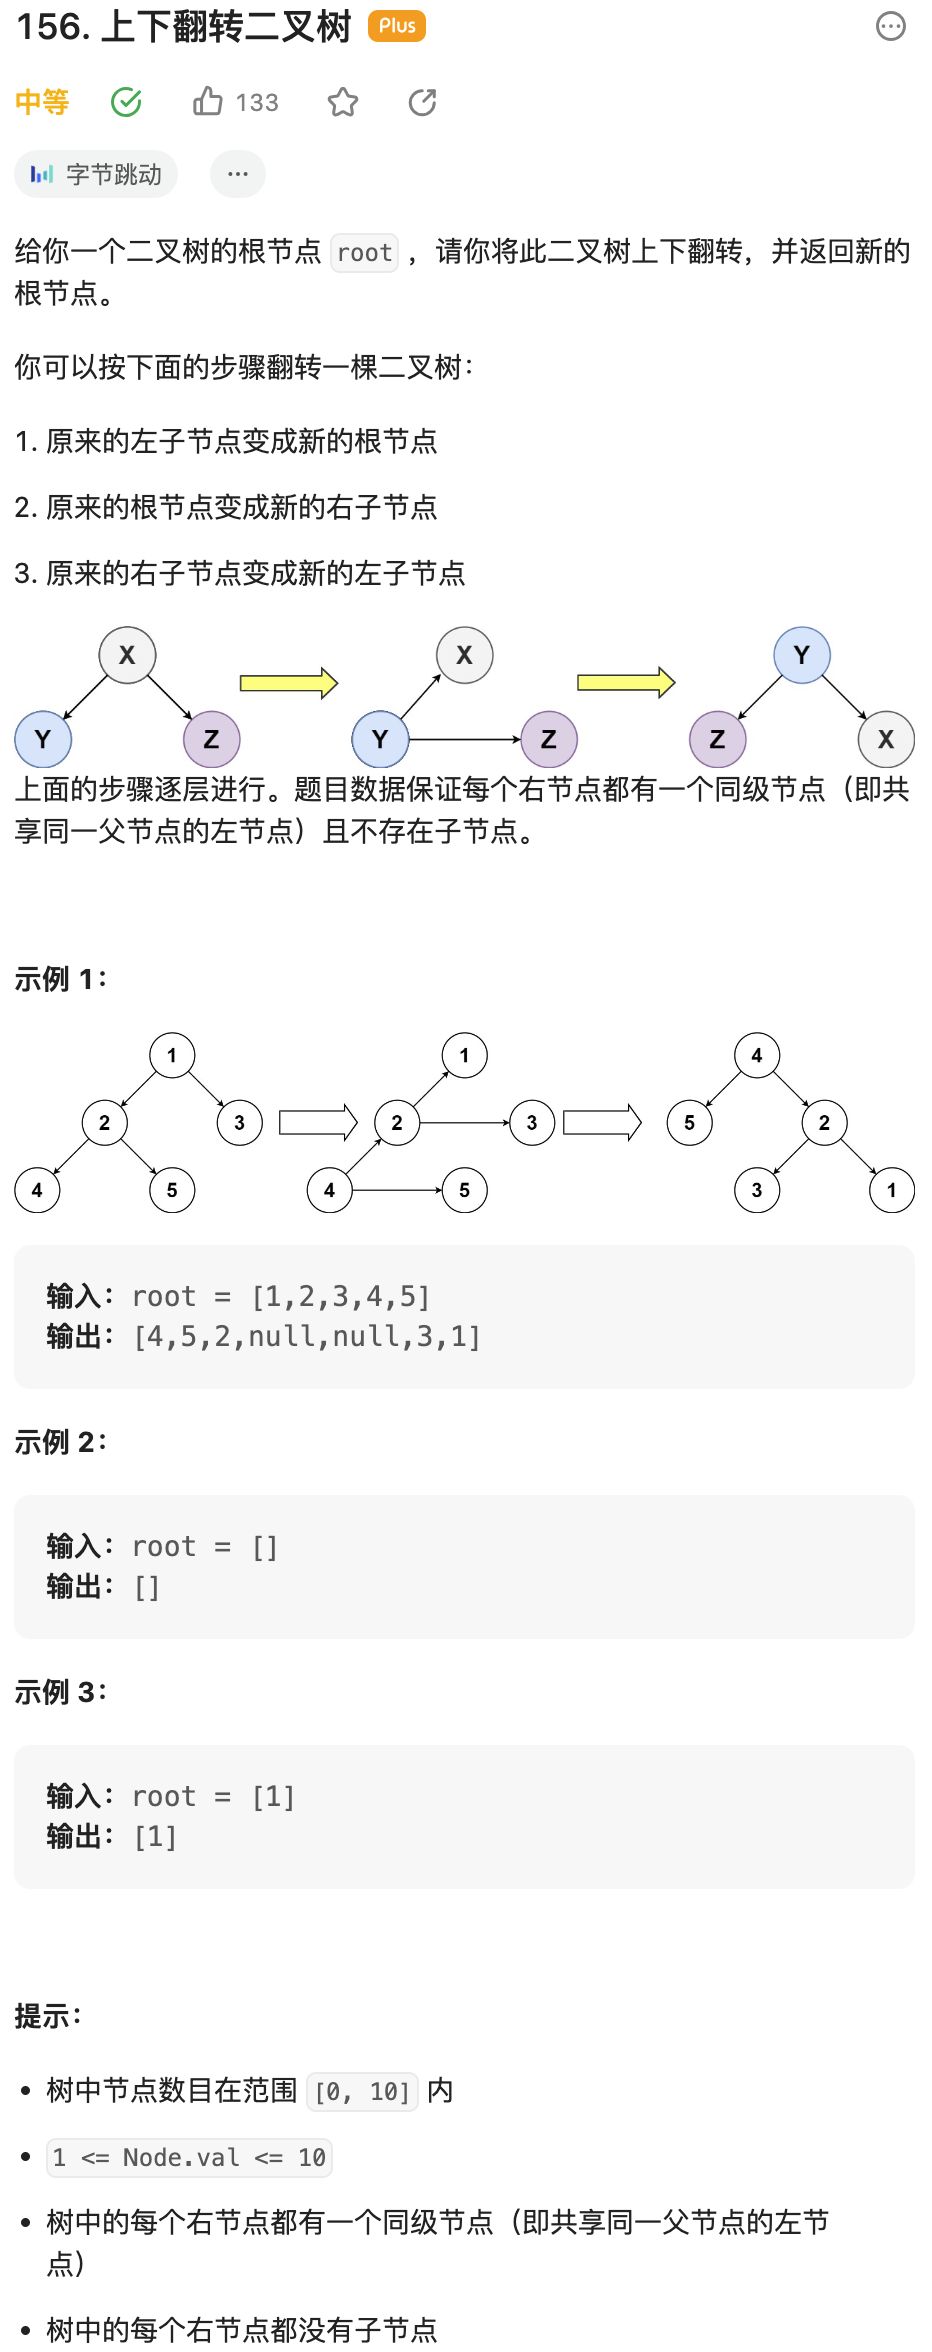 156. 上下翻转二叉树 Plus
中等 133
字节跳动 ...
给你一个二叉树的根节点 root ，请你将此二叉树上下翻转，并返回新的
根节点。
你可以按下面的步骤翻转一棵二叉树：
1. 原来的左子节点变成新的根节点
2. 原来的根节点变成新的右子节点
3. 原来的右子节点变成新的左子节点
X X Y
Y Z Y Z Z X
上面的步骤逐层进行。题目数据保证每个右节点都有一个同级节点（即共
享同一父节点的左节点）且不存在子节点。
示例 1：
1 1 4
2 3 2 3 5 2
4 5 4 5 3 1
输入：root = [1,2,3,4,5]
输出：[4,5,2,null,null,3,1]
示例 2：
输入：root = []
输出：[]
示例 3：
输入：root = [1]
输出：[1]
提示：
• 树中节点数目在范围 [0, 10] 内
• 1 <= Node.val <= 10
• 树中的每个右节点都有一个同级节点（即共享同一父节点的左节
点）
• 树中的每个右节点都没有子节点